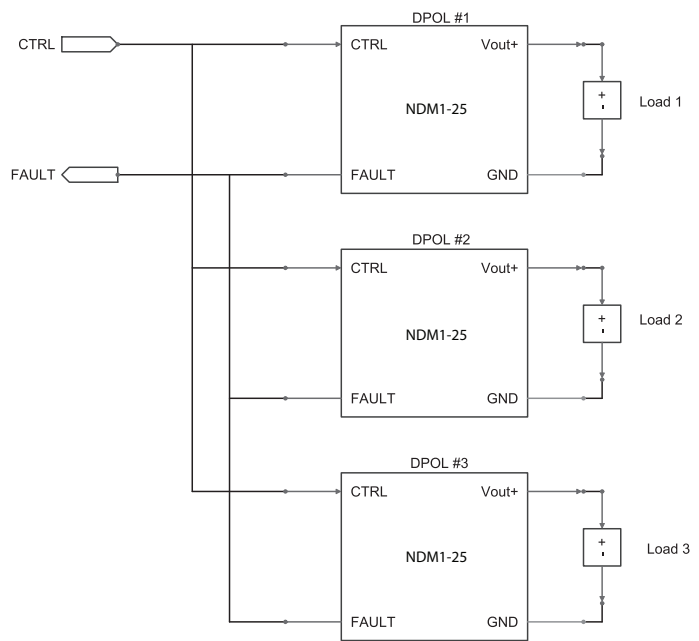 DPOL #1
CTRL
CTRL
Vout+
Load 1
NDM1-25
FAULT
FAULT
GND
DPOL #2
CTRL
Vout+
Load 2
NDM1-25
FAULT
GND
DPOL #3
CTRL
Vout+
Load 3
NDM1-25
FAULT
GND